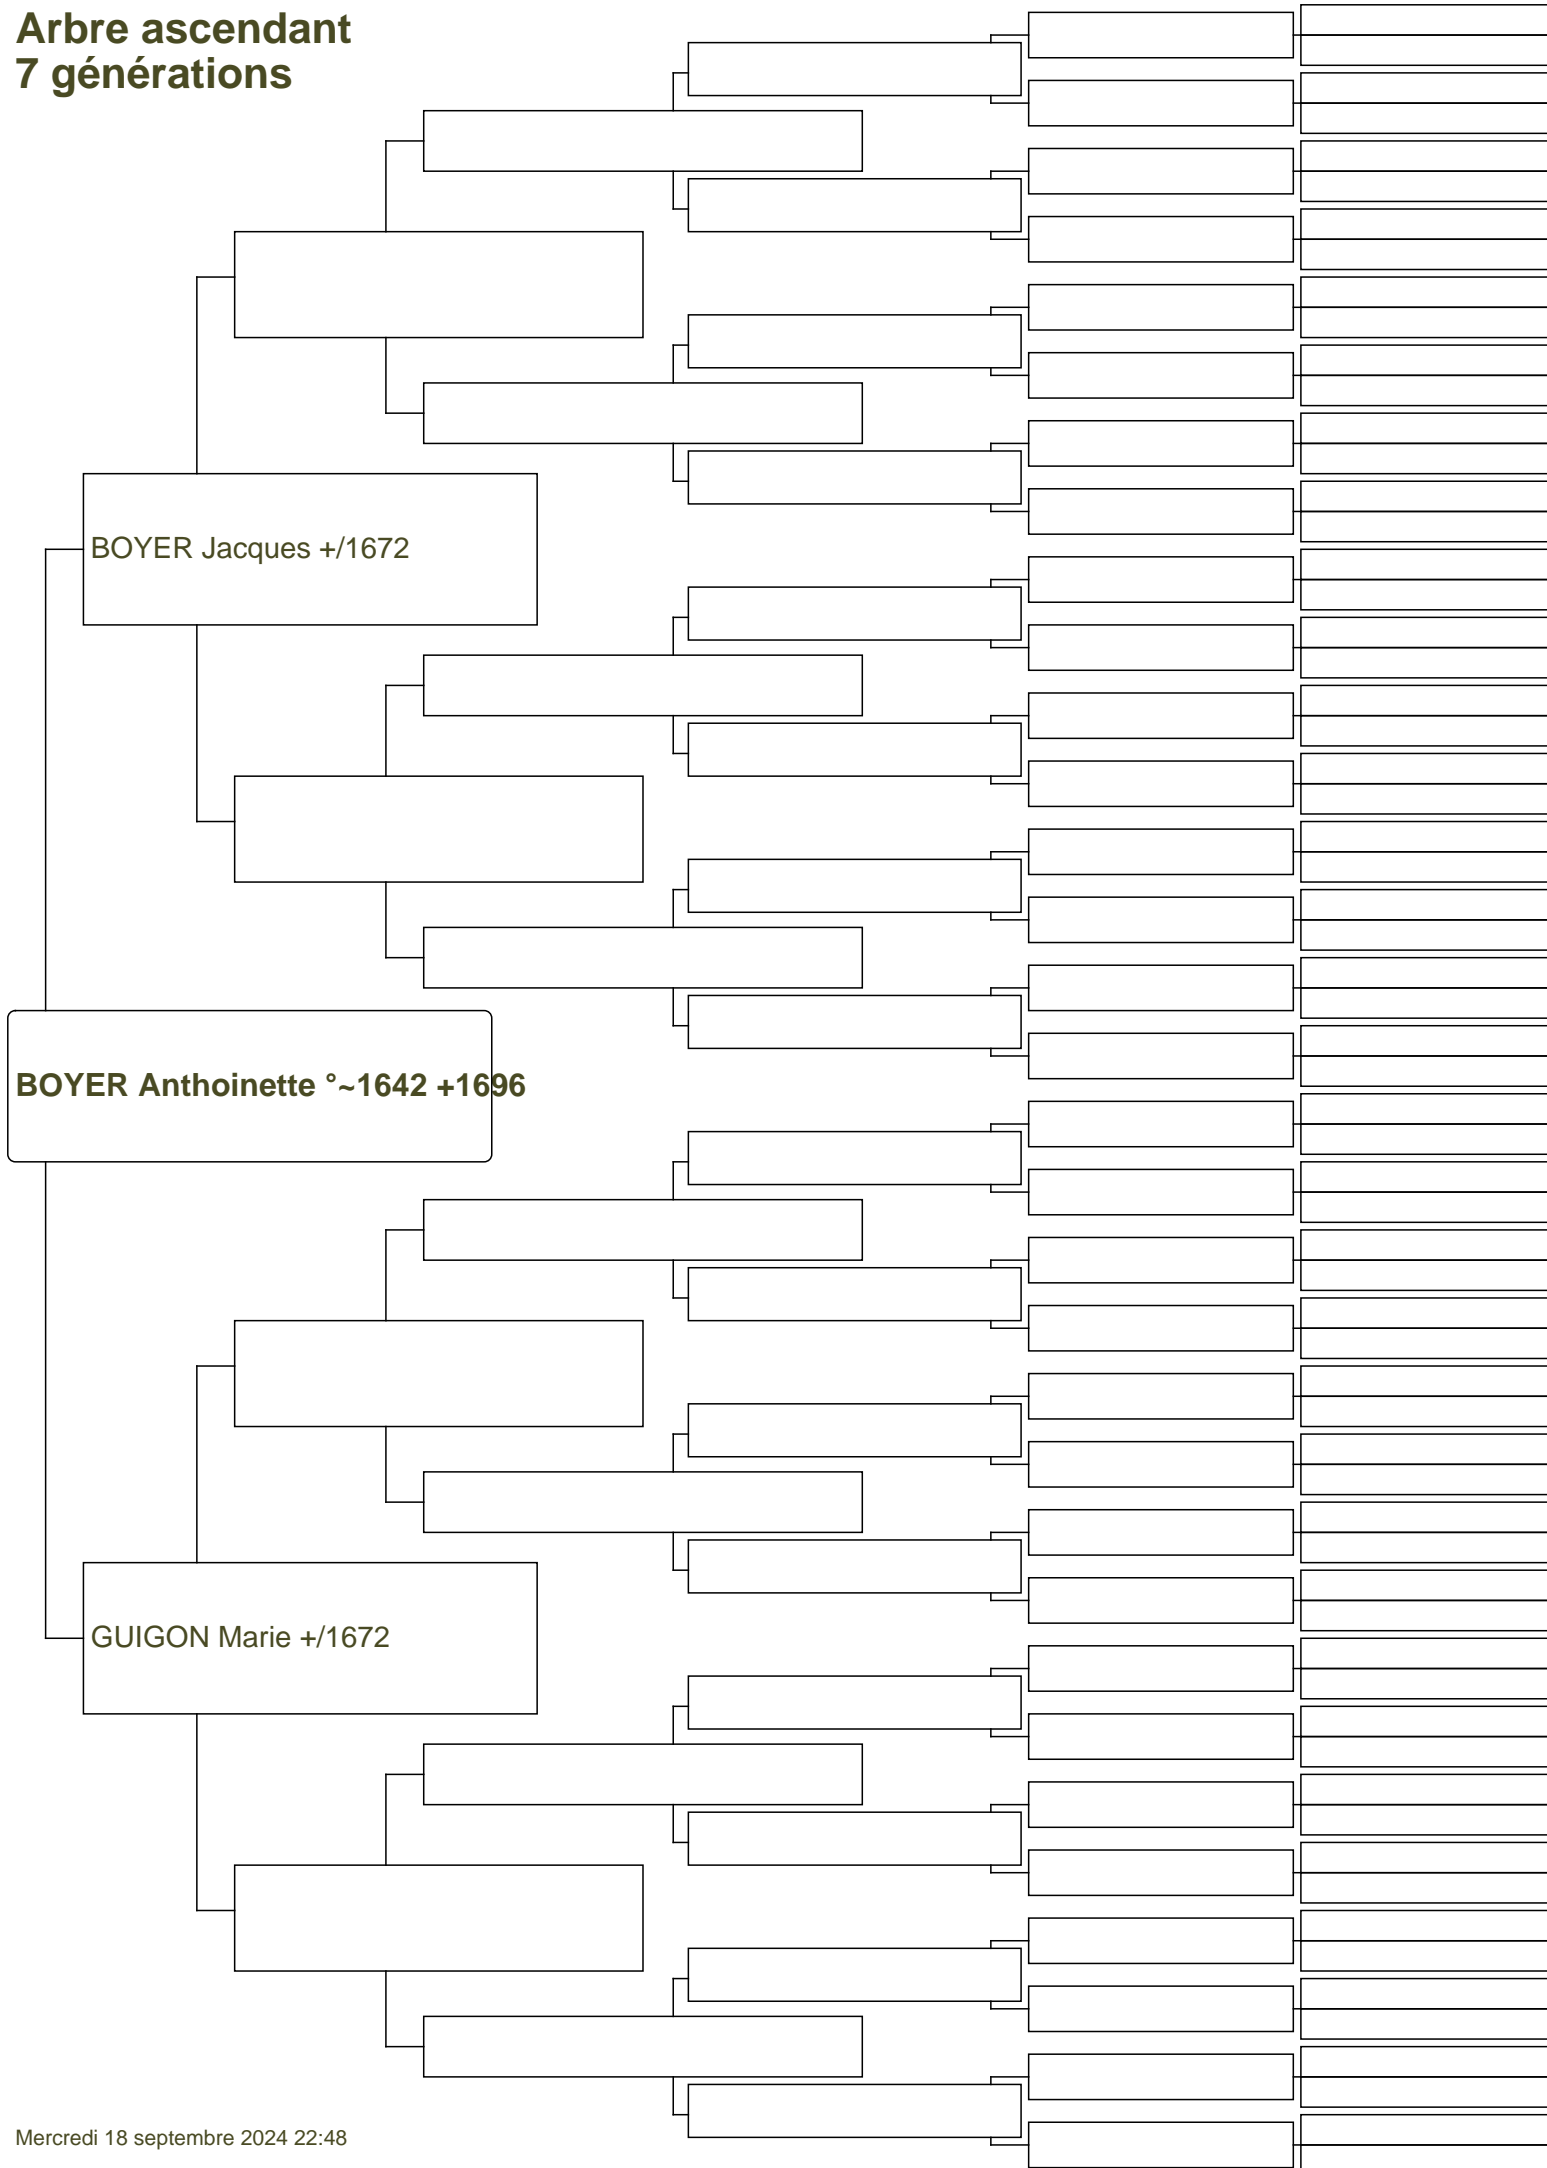 Arbre ascendant
7 générations
BOYER Jacques +/1672
BOYER Anthoinette °~1642 +1696
GUIGON Marie +/1672
Mercredi 18 septembre 2024 22:48